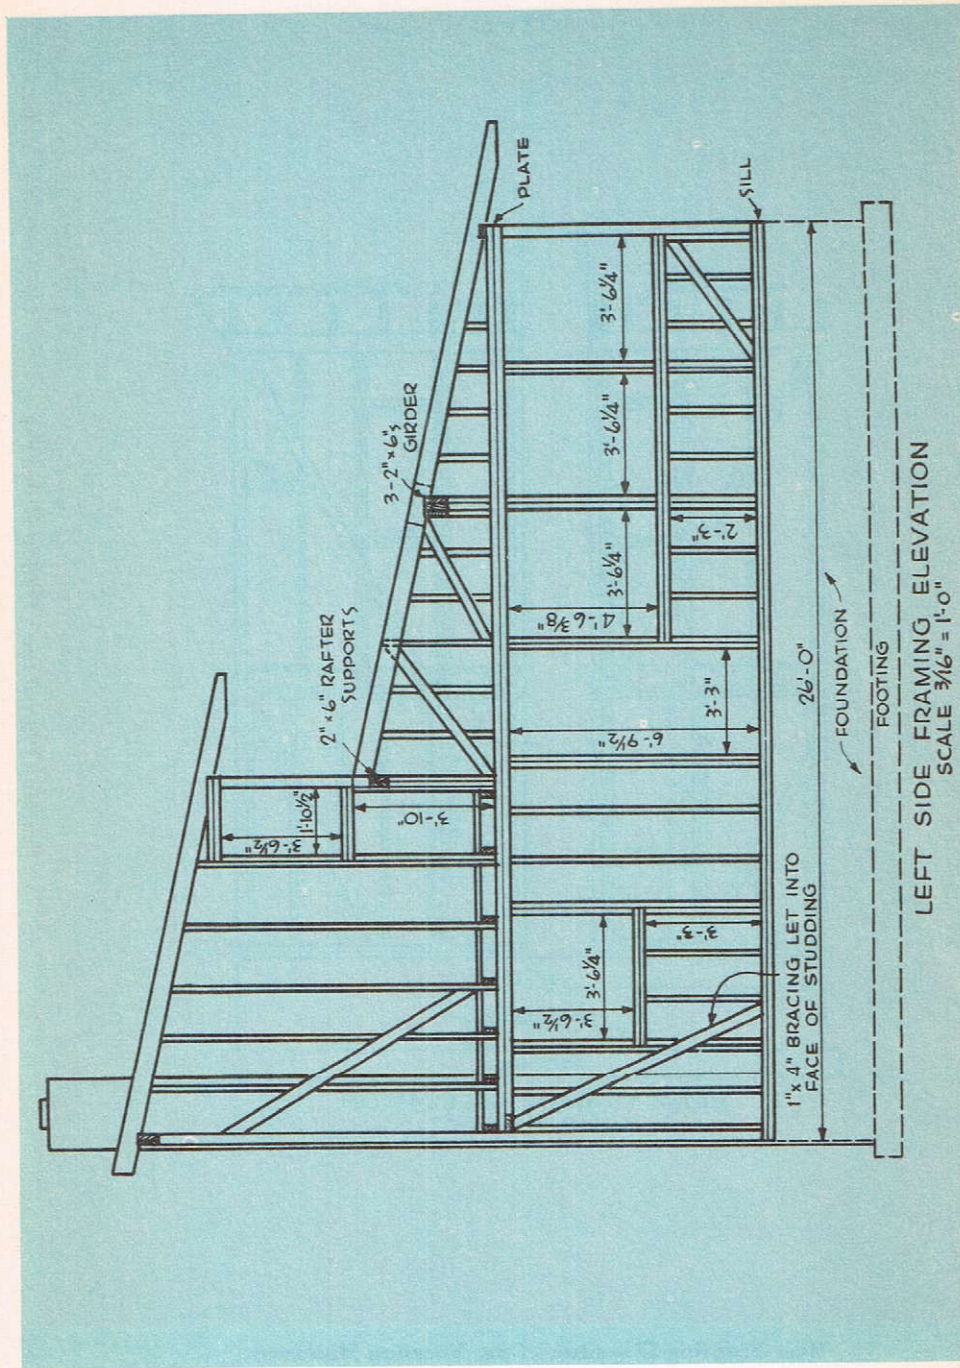 PLATE
SILL
3-2"x6"s
GIRDER
2"x6" RAFTER
SUPPORTS
3'-6¼"
3'-6¼"
3'-6¼"
4'-6⅜"
2'-3"
3'-3"
6'-9½"
1'-10½"
3'-6½"
3'-10"
3'-6¼"
3'-6½"
3'-3"
1"x4" BRACING LET INTO
FACE OF STUDDING
26'-0"
FOUNDATION
FOOTING
LEFT SIDE FRAMING ELEVATION
SCALE 3/16" = 1'-0"